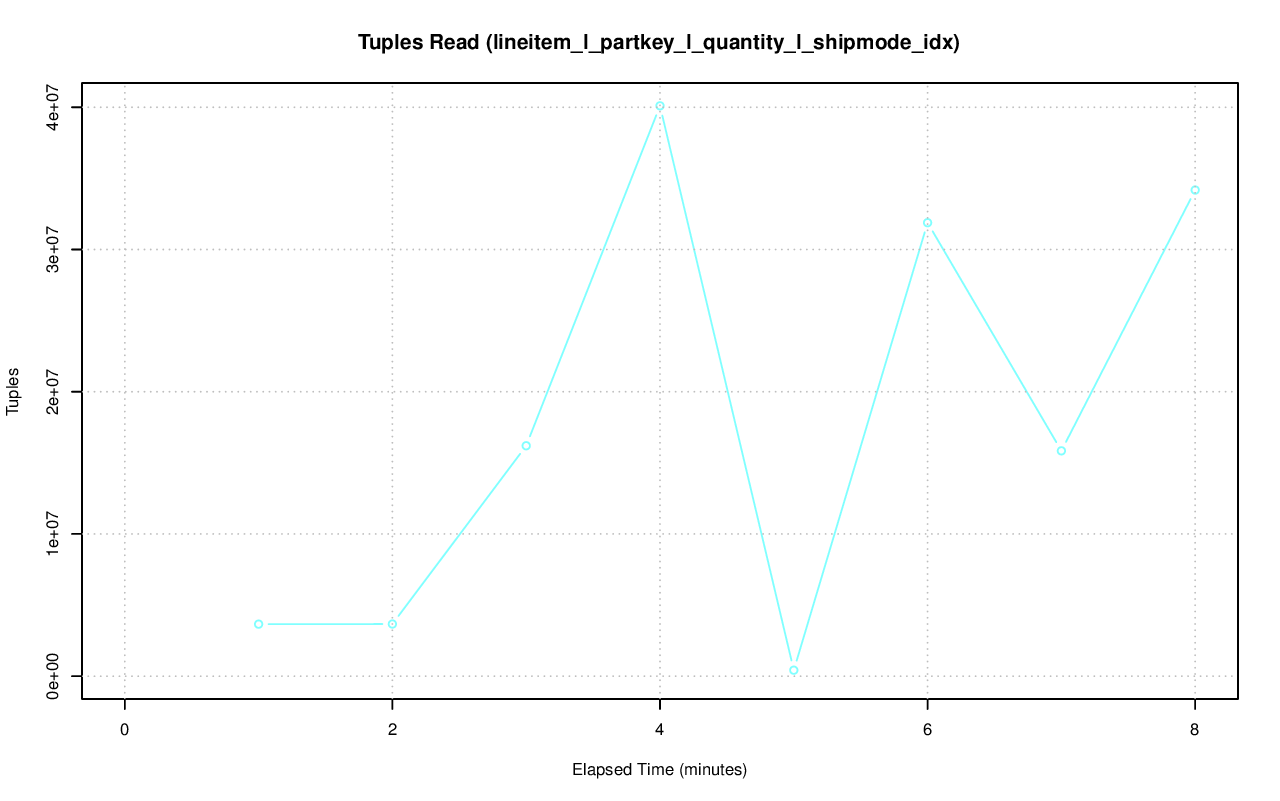 Tuples Read (lineitem_l_partkey_l_quantity_l_shipmode_idx)
Tuples
4e+07
3e+07
2e+07
1e+07
0e+00
0 2 4 6 8
Elapsed Time (minutes)